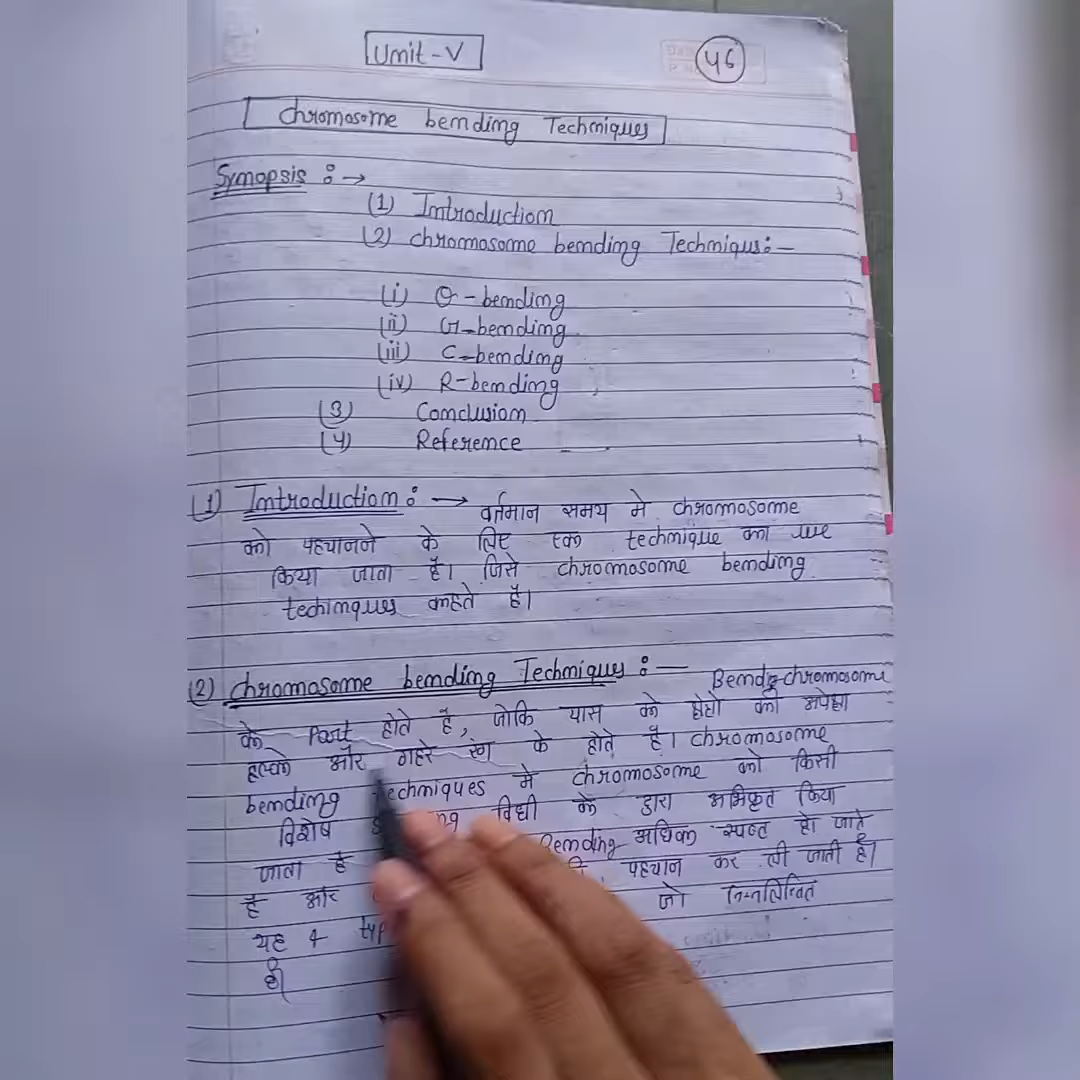 Unit-V
46
Chromosome bending Techniques
Synopsis :→
(1) Introduction
(2) chromosome bending Techniqus:-
(i) Q-bending
(ii) G-bending
(iii) C-bending
(iv) R-bending
(3) Conclusion
(4) Reference
(1) Introduction :→ वर्तमान समय मे chromosome
को पहचानने के लिए एक technique का use
किया जाता है। जिसे chromosome bending
techinques कहते है।
(2) chromosome bending Techniques :- Bending chromosome
के Part होते है, जोकि पास के क्षेत्रो की अपेक्षा
हल्के और गहरे रंग के होते है। chromosome
bending Techniques मे chromosome को किसी
विशेष विधी के द्वारा अभिकृत किया
जाता है Bending अधिक स्पष्ट हो जाते
है और पहचान कर ली जाती है।
यह 4 जो निम्नलिखित
है।